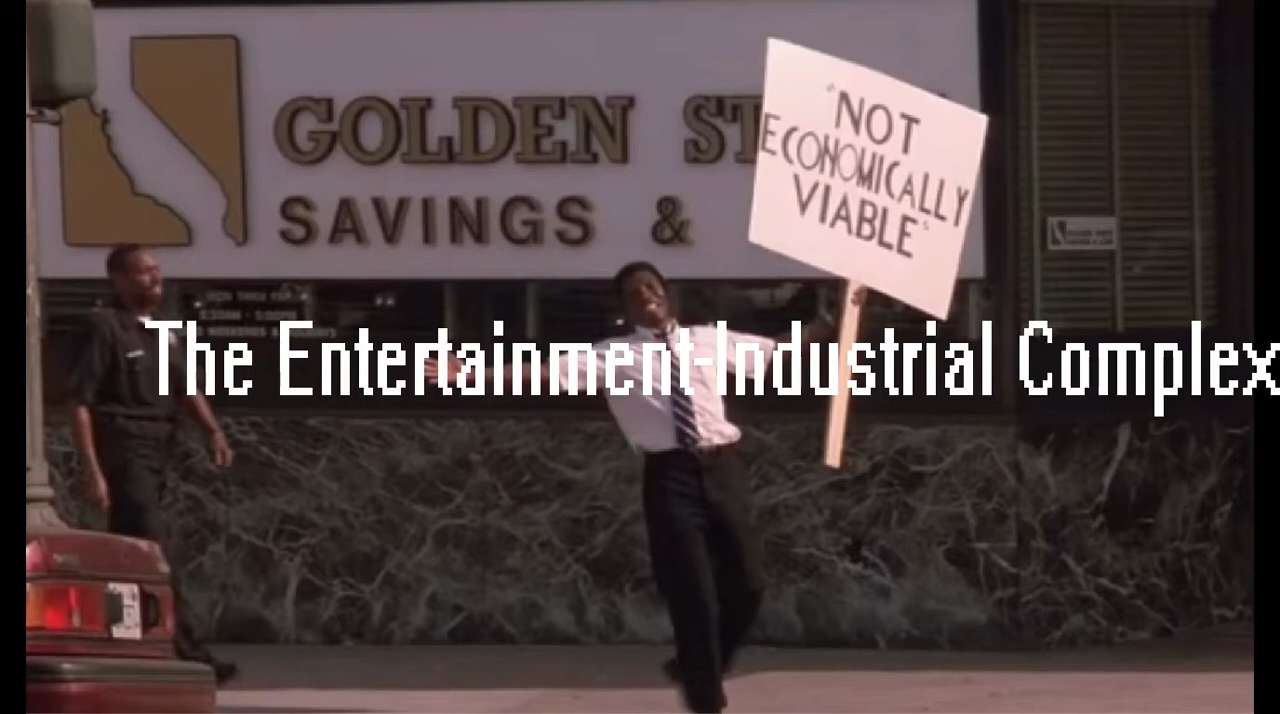 GOLDEN ST
SAVINGS &
"NOT
ECONOMICALLY
VIABLE"
The Entertainment-Industrial Complex